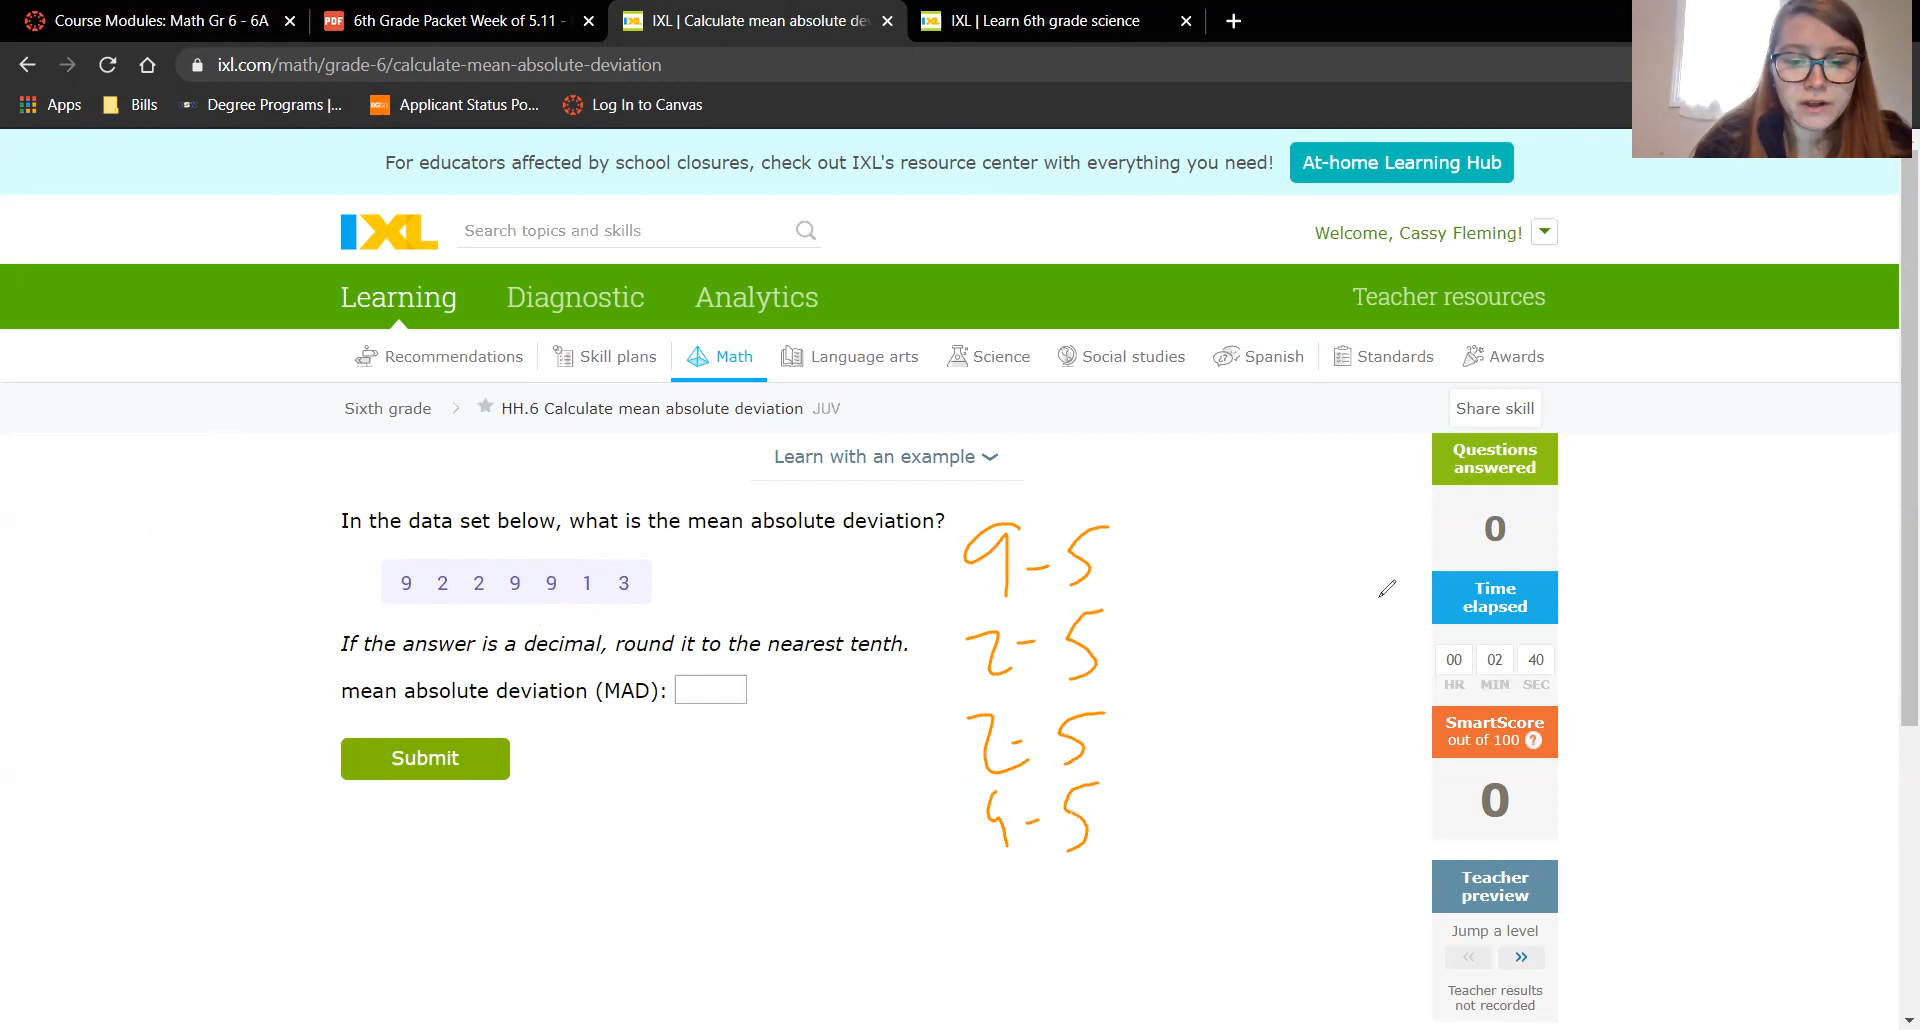 Course Modules: Math Gr 6 - 6A
PDF 6th Grade Packet Week of 5.11 -
IXL | Calculate mean absolute de
IXL | Learn 6th grade science
ixl.com/math/grade-6/calculate-mean-absolute-deviation
Apps Bills Degree Programs |... Applicant Status Po... Log In to Canvas
For educators affected by school closures, check out IXL's resource center with everything you need! At-home Learning Hub
IXL Search topics and skills Welcome, Cassy Fleming!
Learning Diagnostic Analytics Teacher resources
Recommendations Skill plans Math Language arts Science Social studies Spanish Standards Awards
Sixth grade > HH.6 Calculate mean absolute deviation JUV Share skill
Learn with an example
In the data set below, what is the mean absolute deviation?
9 2 2 9 9 1 3
If the answer is a decimal, round it to the nearest tenth.
mean absolute deviation (MAD):
Submit
9 - 5
2 - 5
2 - 5
9 - 5
Questions
answered
0
Time
elapsed
00 02 40
HR MIN SEC
SmartScore
out of 100 ?
0
Teacher
preview
Jump a level
Teacher results
not recorded